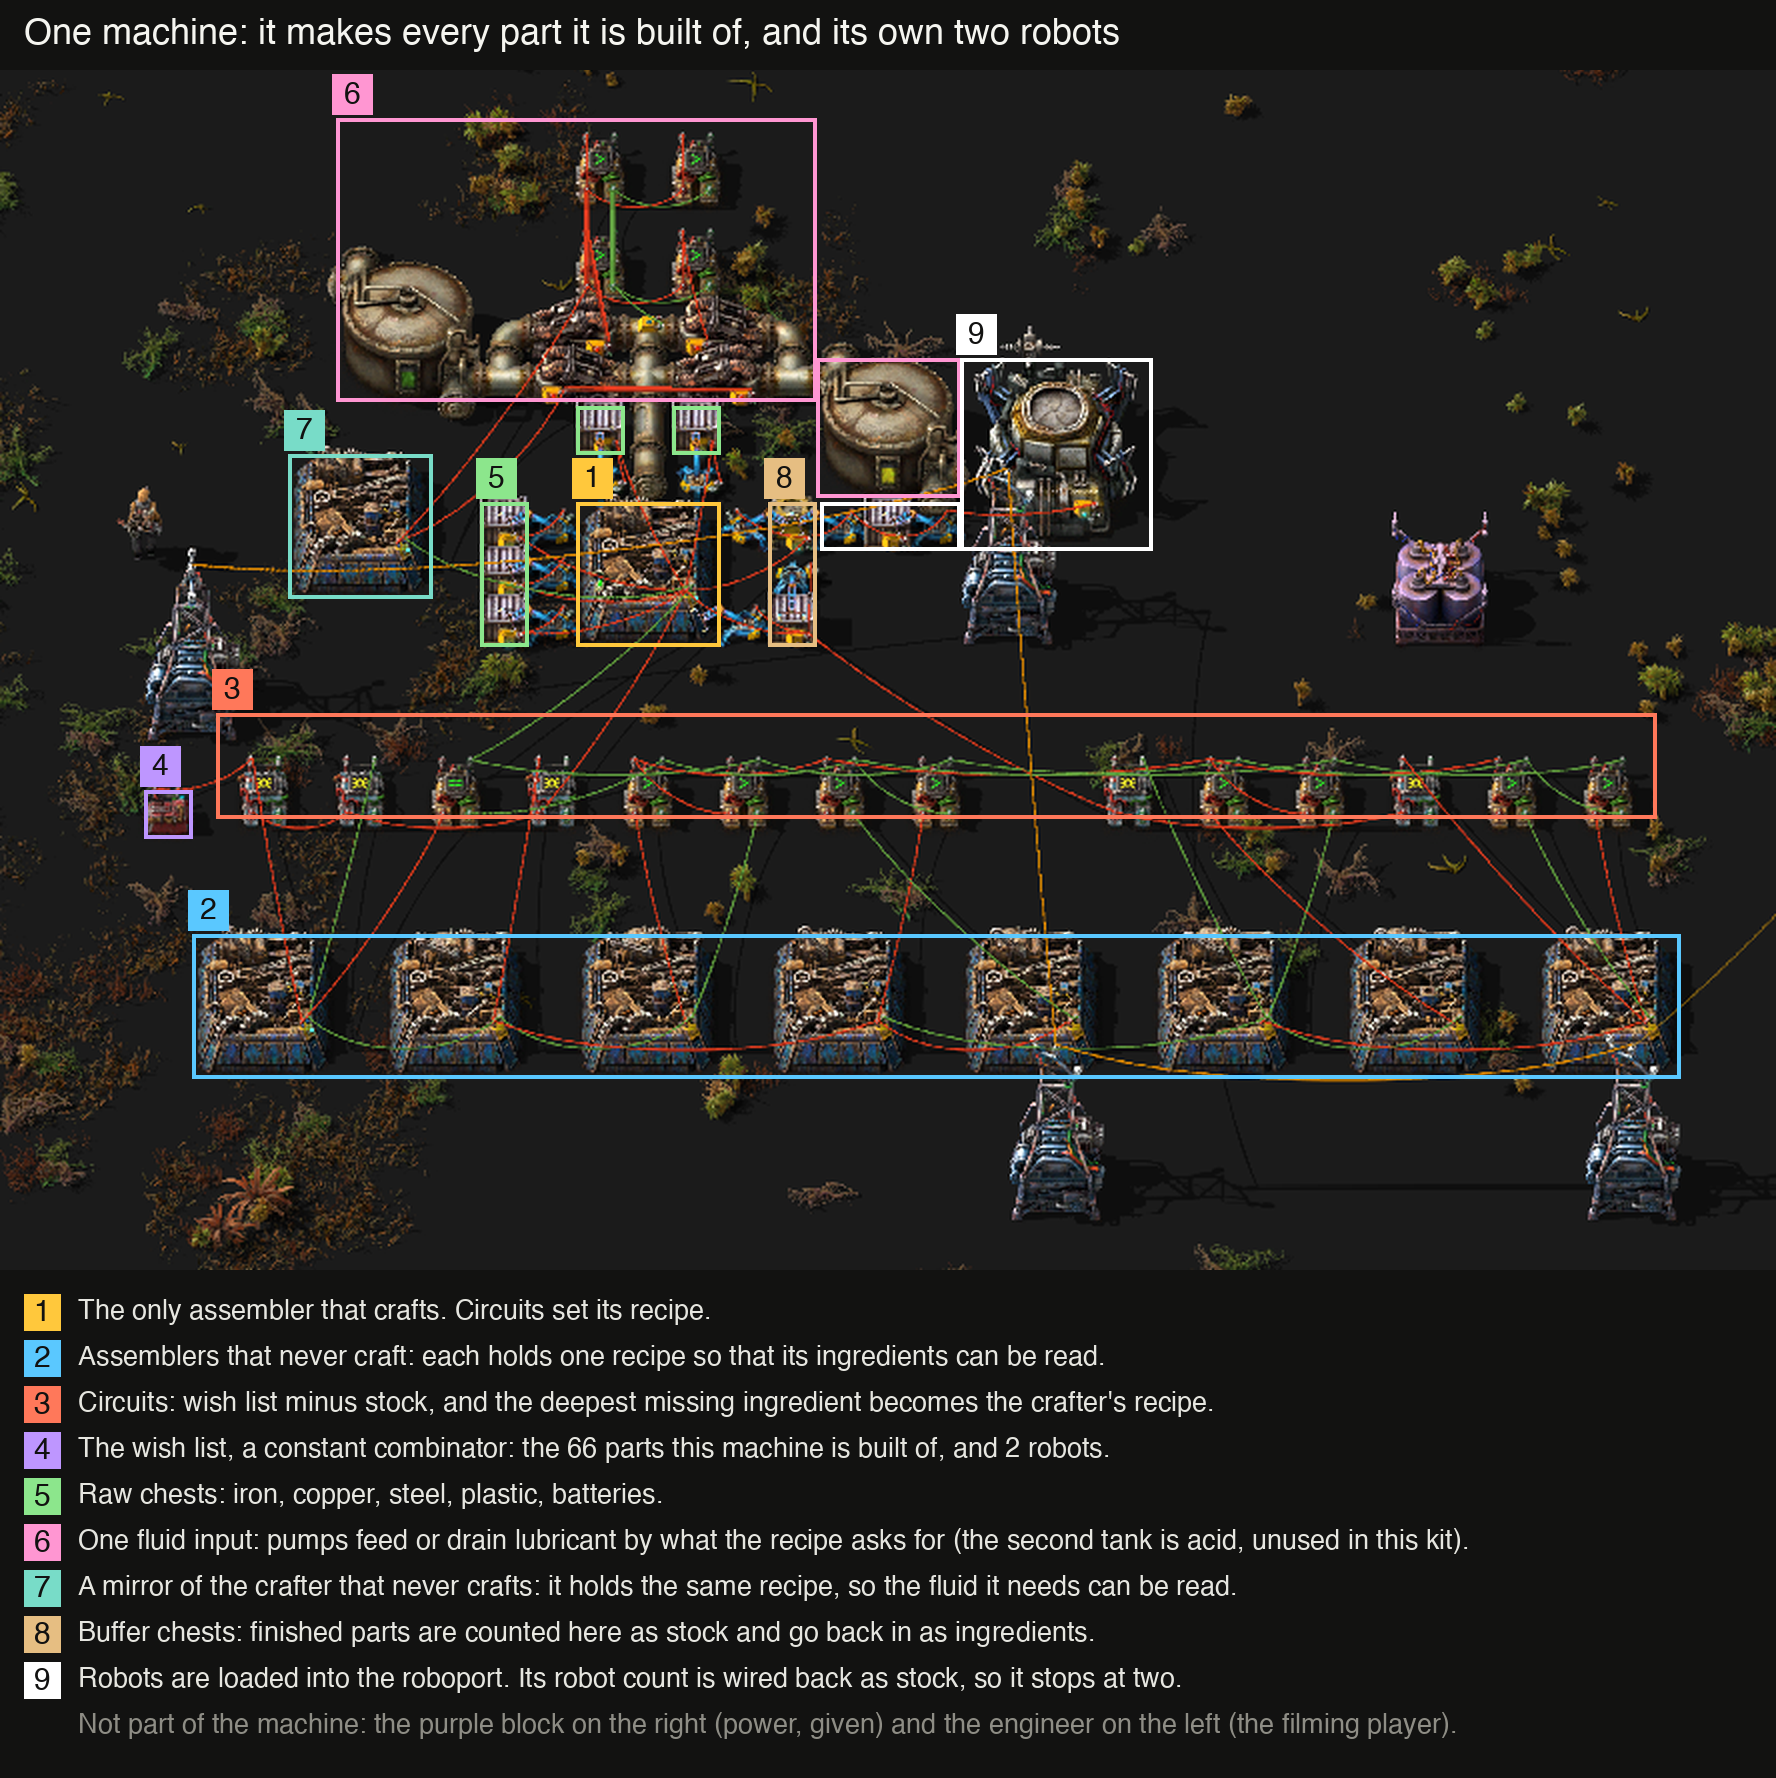 One machine: it makes every part it is built of, and its own two robots
6
9
7
5
1
8
3
4
2
1 The only assembler that crafts. Circuits set its recipe.
2 Assemblers that never craft: each holds one recipe so that its ingredients can be read.
3 Circuits: wish list minus stock, and the deepest missing ingredient becomes the crafter's recipe.
4 The wish list, a constant combinator: the 66 parts this machine is built of, and 2 robots.
5 Raw chests: iron, copper, steel, plastic, batteries.
6 One fluid input: pumps feed or drain lubricant by what the recipe asks for (the second tank is acid, unused in this kit).
7 A mirror of the crafter that never crafts: it holds the same recipe, so the fluid it needs can be read.
8 Buffer chests: finished parts are counted here as stock and go back in as ingredients.
9 Robots are loaded into the roboport. Its robot count is wired back as stock, so it stops at two.
Not part of the machine: the purple block on the right (power, given) and the engineer on the left (the filming player).